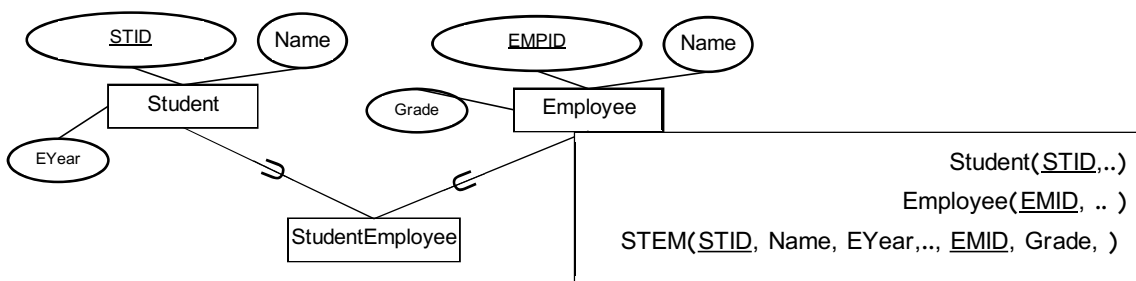 STID
Name
EMPID
Name
Student
Grade
Employee
EYear
StudentEmployee
Student(STID,..)
Employee(EMID, .. )
STEM(STID, Name, EYear,.., EMID, Grade, )